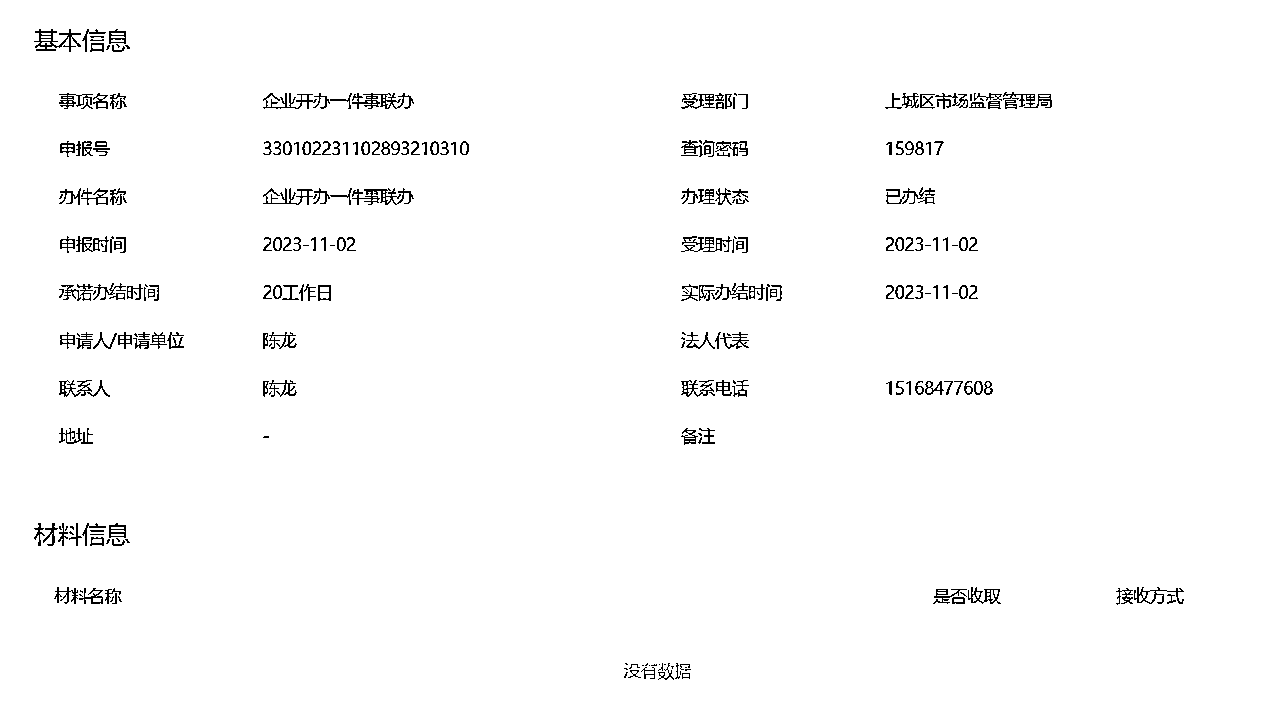 基本信息
事项名称 企业开办一件事联办 受理部门 上城区市场监督管理局
申报号 330102231102893210310 查询密码 159817
办件名称 企业开办一件事联办 办理状态 已办结
申报时间 2023-11-02 受理时间 2023-11-02
承诺办结时间 20工作日 实际办结时间 2023-11-02
申请人/申请单位 陈龙 法人代表
联系人 陈龙 联系电话 15168477608
地址 - 备注
材料信息
材料名称 是否收取 接收方式
没有数据